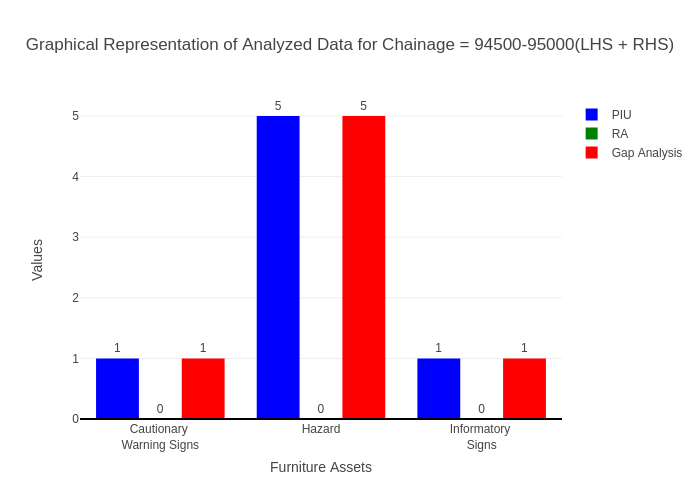 Graphical Representation of Analyzed Data for Chainage = 94500-95000(LHS + RHS)
PIU
RA
Gap Analysis
Values
5
4
3
2
1
0
1
0
1
5
0
5
1
0
1
Cautionary
Warning Signs
Hazard
Informatory
Signs
Furniture Assets